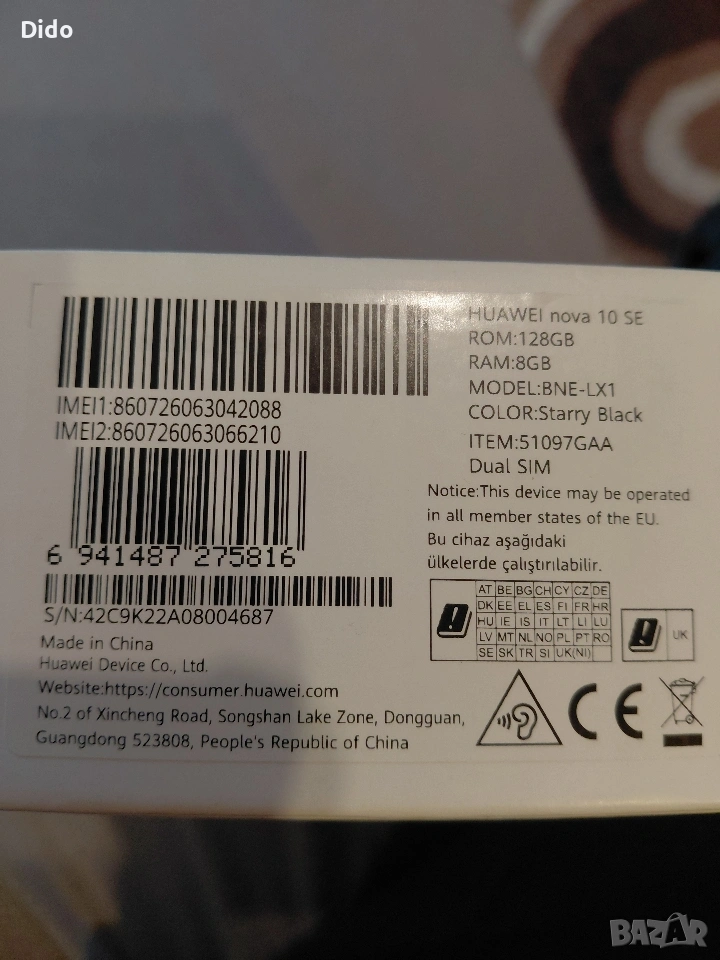 Dido
IMEI1:860726063042088
IMEI2:860726063066210
6 941487 275816
S/N:42C9K22A08004687
Made in China
Huawei Device Co., Ltd.
Website:https://consumer.huawei.com
No.2 of Xincheng Road, Songshan Lake Zone, Dongguan,
Guangdong 523808, People's Republic of China
HUAWEI nova 10 SE
ROM:128GB
RAM:8GB
MODEL:BNE-LX1
COLOR:Starry Black
ITEM:51097GAA
Dual SIM
Notice:This device may be operated
in all member states of the EU.
Bu cihaz aşağıdaki
ülkelerde çalıştırılabilir.
AT BE BG CH CY CZ DE
DK EE EL ES FI FR HR
HU IE IS IT LT LI LU
LV MT NL NO PL PT RO
SE SK TR SI UK(NI)
UK
CE
BAZAR